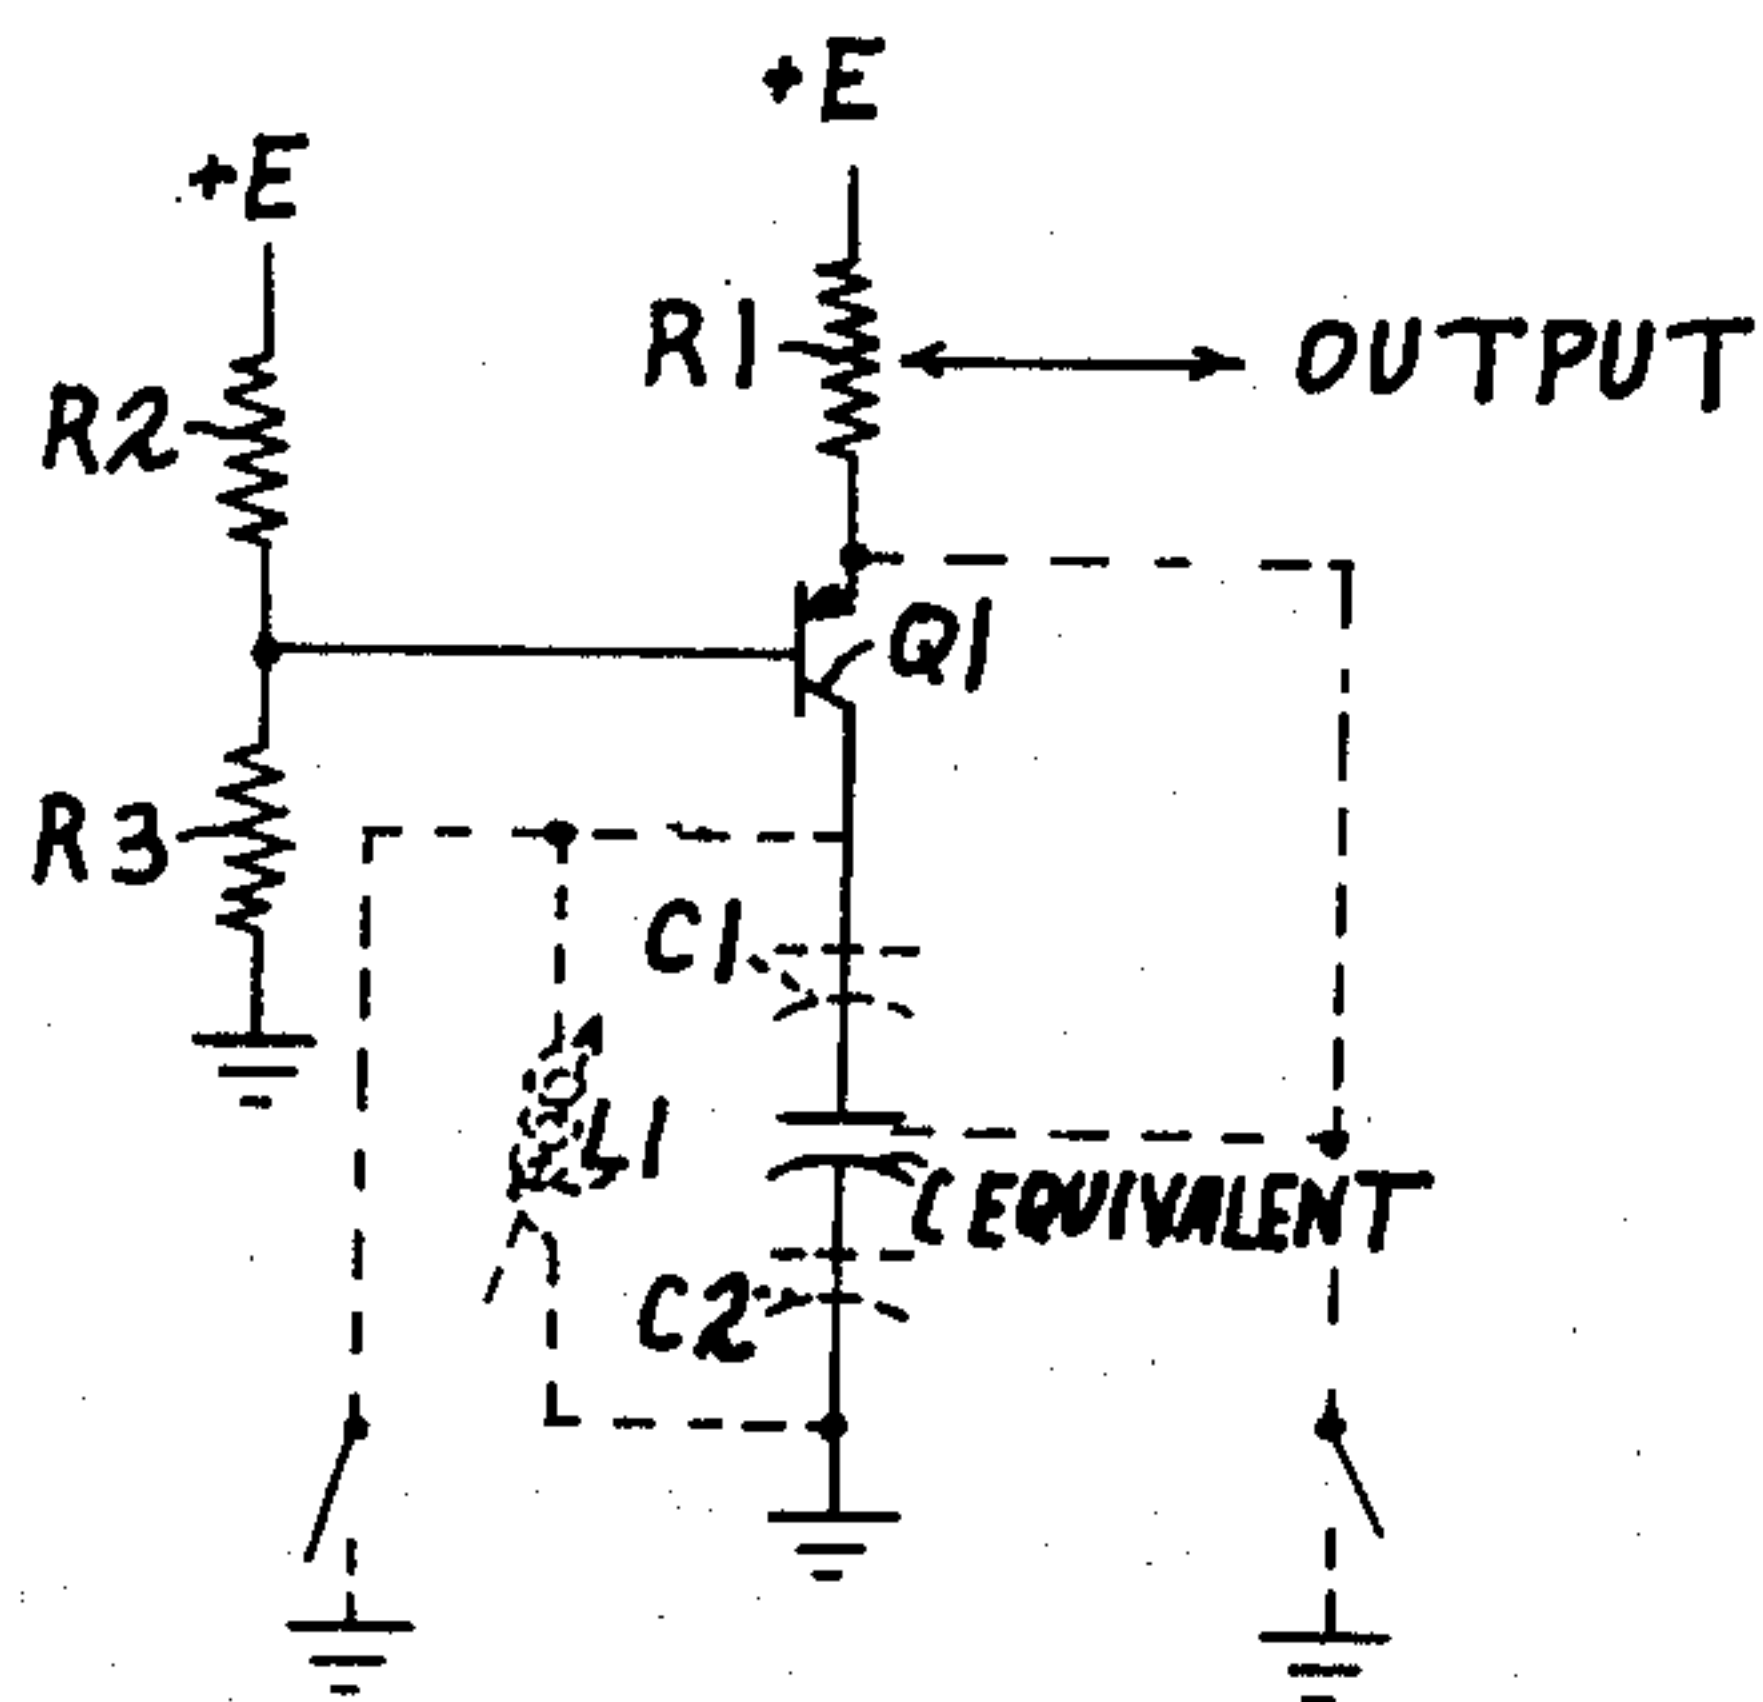 +E
+E
R1
OUTPUT
R2
Q1
R3
C1
L1
C EQUIVALENT
C2